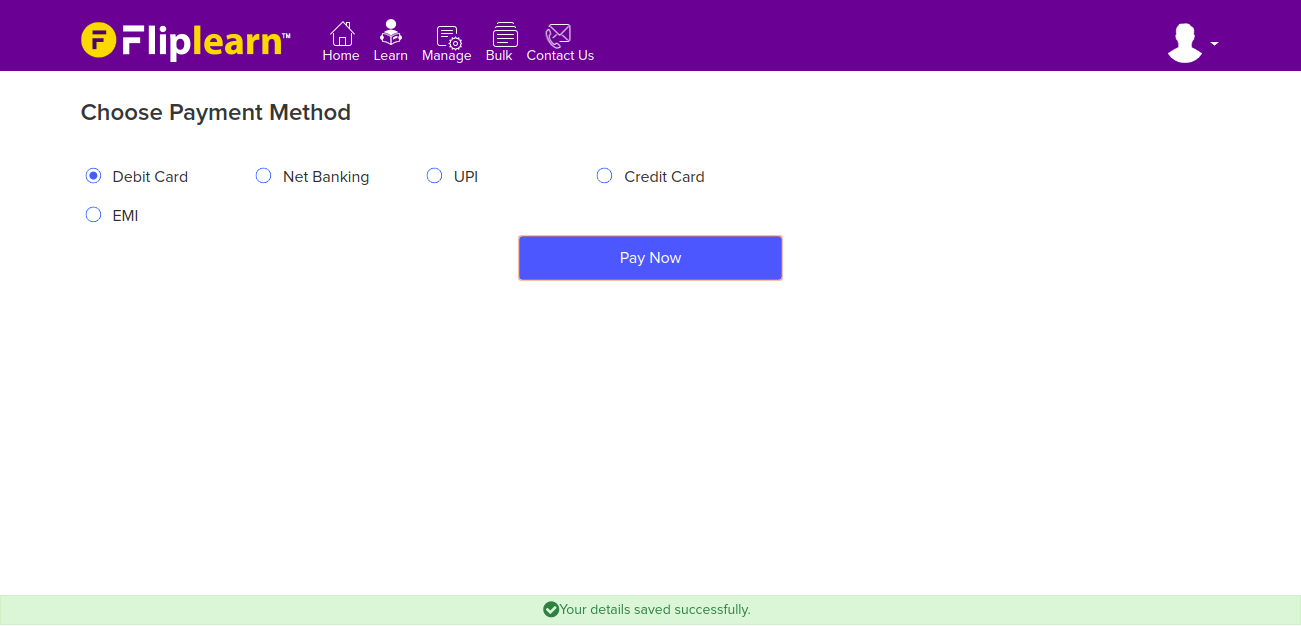 Fliplearn™
Home Learn Manage Bulk Contact Us
Choose Payment Method
Debit Card Net Banking UPI Credit Card
EMI
Pay Now
Your details saved successfully.